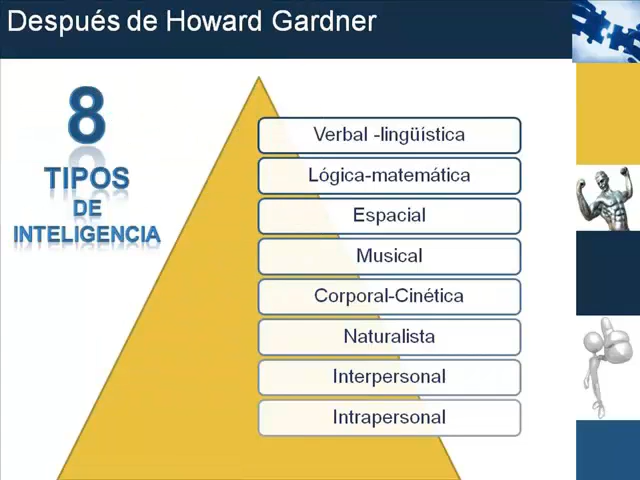 Después de Howard Gardner
8
TIPOS
DE
INTELIGENCIA
Verbal -lingüística
Lógica-matemática
Espacial
Musical
Corporal-Cinética
Naturalista
Interpersonal
Intrapersonal